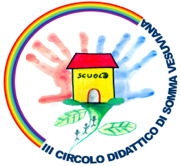 SCUOLA
III CIRCOLO DIDATTICO DI SOMMA VESUVIANA